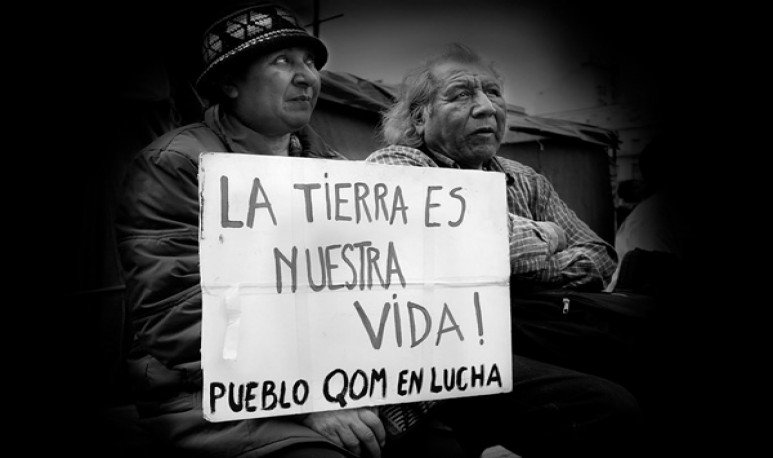 LA TIERRA ES
NUESTRA
VIDA!
PUEBLO QOM EN LUCHA